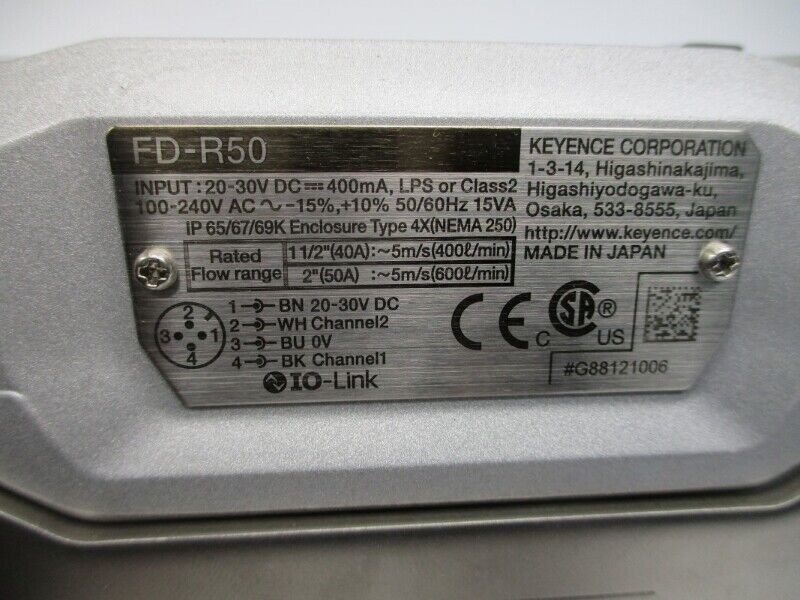 FD-R50
INPUT : 20-30V DC ⎓ 400mA, LPS or Class2
100-240V AC ∿ -15%,+10% 50/60Hz 15VA
IP 65/67/69K Enclosure Type 4X(NEMA 250)
Rated Flow range
1 1/2"(40A) :~5m/s(400ℓ/min)
2"(50A) :~5m/s(600ℓ/min)
2
3 1
4
1 BN 20-30V DC
2 WH Channel2
3 BU 0V
4 BK Channel1
IO-Link
KEYENCE CORPORATION
1-3-14, Higashinakajima,
Higashiyodogawa-ku,
Osaka, 533-8555, Japan
http://www.keyence.com/
MADE IN JAPAN
CE
C SA ® US
#G88121006